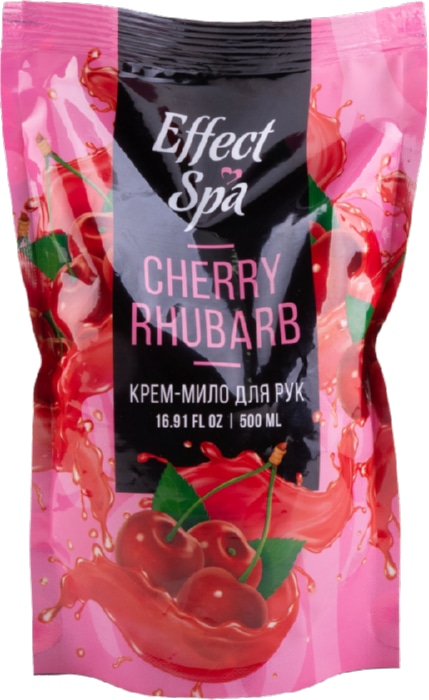 Effect
Spa
CHERRY
RHUBARB
КРЕМ-МИЛО ДЛЯ РУК
16.91 FL OZ | 500 ML